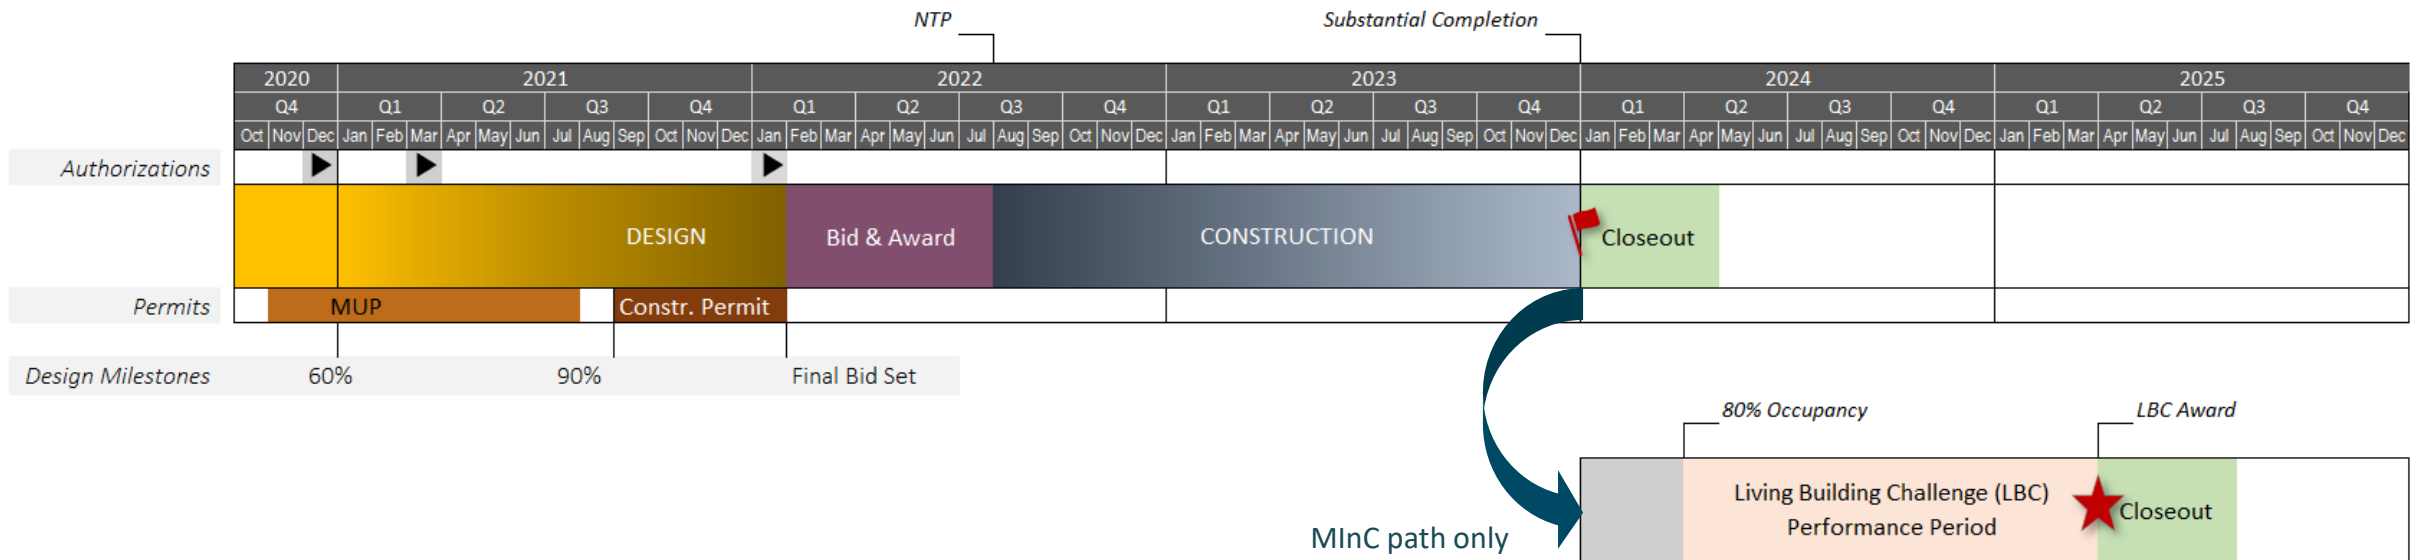 NTP Substantial Completion
2020 2021 2022 2023 2024 2025
Q4 Q1 Q2 Q3 Q4 Q1 Q2 Q3 Q4 Q1 Q2 Q3 Q4 Q1 Q2 Q3 Q4 Q1 Q2 Q3 Q4
Oct Nov Dec Jan Feb Mar Apr May Jun Jul Aug Sep Oct Nov Dec Jan Feb Mar Apr May Jun Jul Aug Sep Oct Nov Dec Jan Feb Mar Apr May Jun Jul Aug Sep Oct Nov Dec Jan Feb Mar Apr May Jun Jul Aug Sep Oct Nov Dec Jan Feb Mar Apr May Jun Jul Aug Sep Oct Nov Dec
Authorizations
DESIGN Bid & Award CONSTRUCTION Closeout
Permits MUP Constr. Permit
Design Milestones 60% 90% Final Bid Set
80% Occupancy LBC Award
Living Building Challenge (LBC)
Performance Period
Closeout
MInC path only